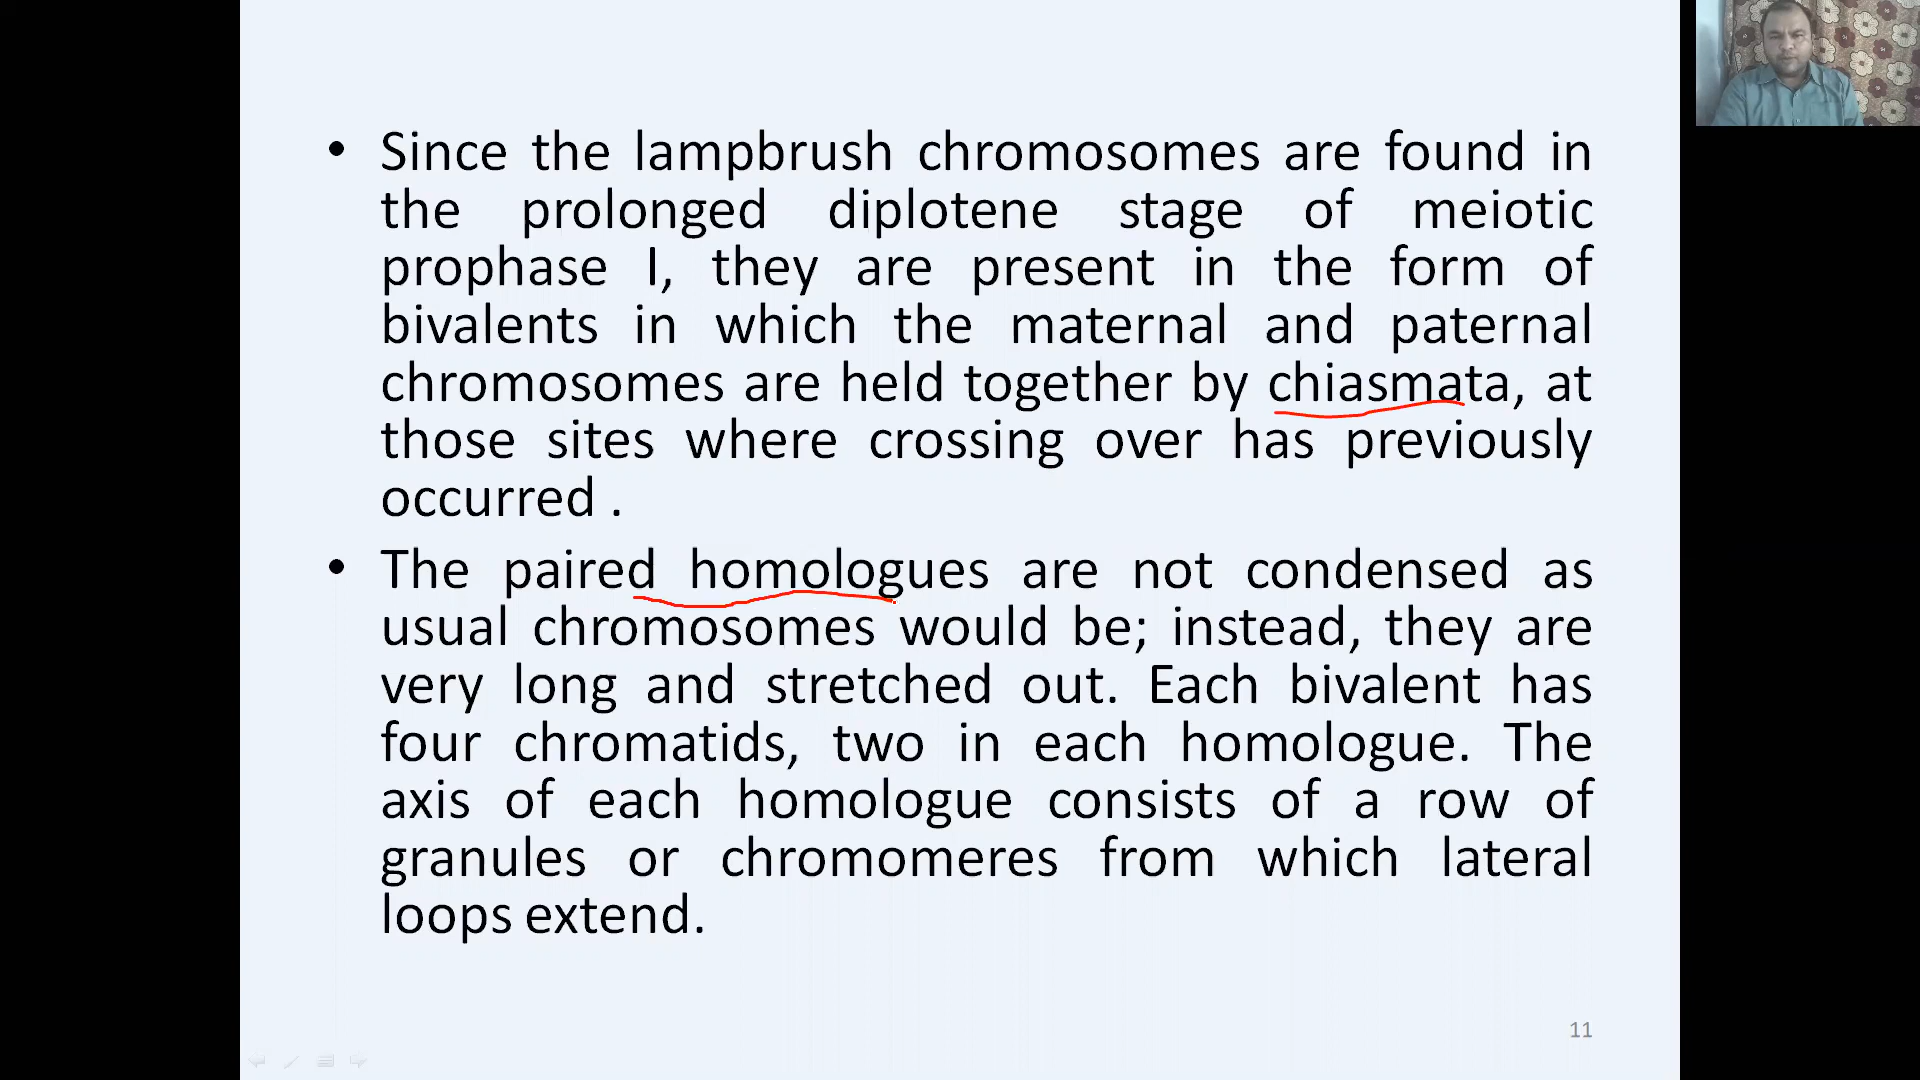 • Since the lampbrush chromosomes are found in
the prolonged diplotene stage of meiotic
prophase I, they are present in the form of
bivalents in which the maternal and paternal
chromosomes are held together by chiasmata, at
those sites where crossing over has previously
occurred .
• The paired homologues are not condensed as
usual chromosomes would be; instead, they are
very long and stretched out. Each bivalent has
four chromatids, two in each homologue. The
axis of each homologue consists of a row of
granules or chromomeres from which lateral
loops extend.
11